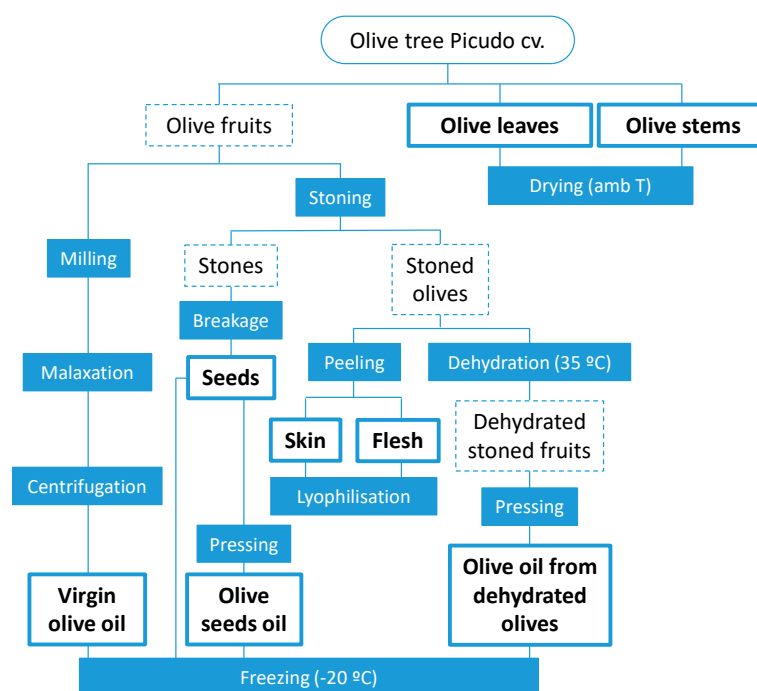 Olive tree Picudo cv.
Olive fruits
Olive leaves
Olive stems
Drying (amb T)
Stoning
Milling
Stones
Stoned
olives
Breakage
Malaxation
Seeds
Peeling
Dehydration (35 ºC)
Skin
Flesh
Dehydrated
stoned fruits
Centrifugation
Lyophilisation
Pressing
Pressing
Virgin
olive oil
Olive
seeds oil
Olive oil from
dehydrated
olives
Freezing (-20 ºC)